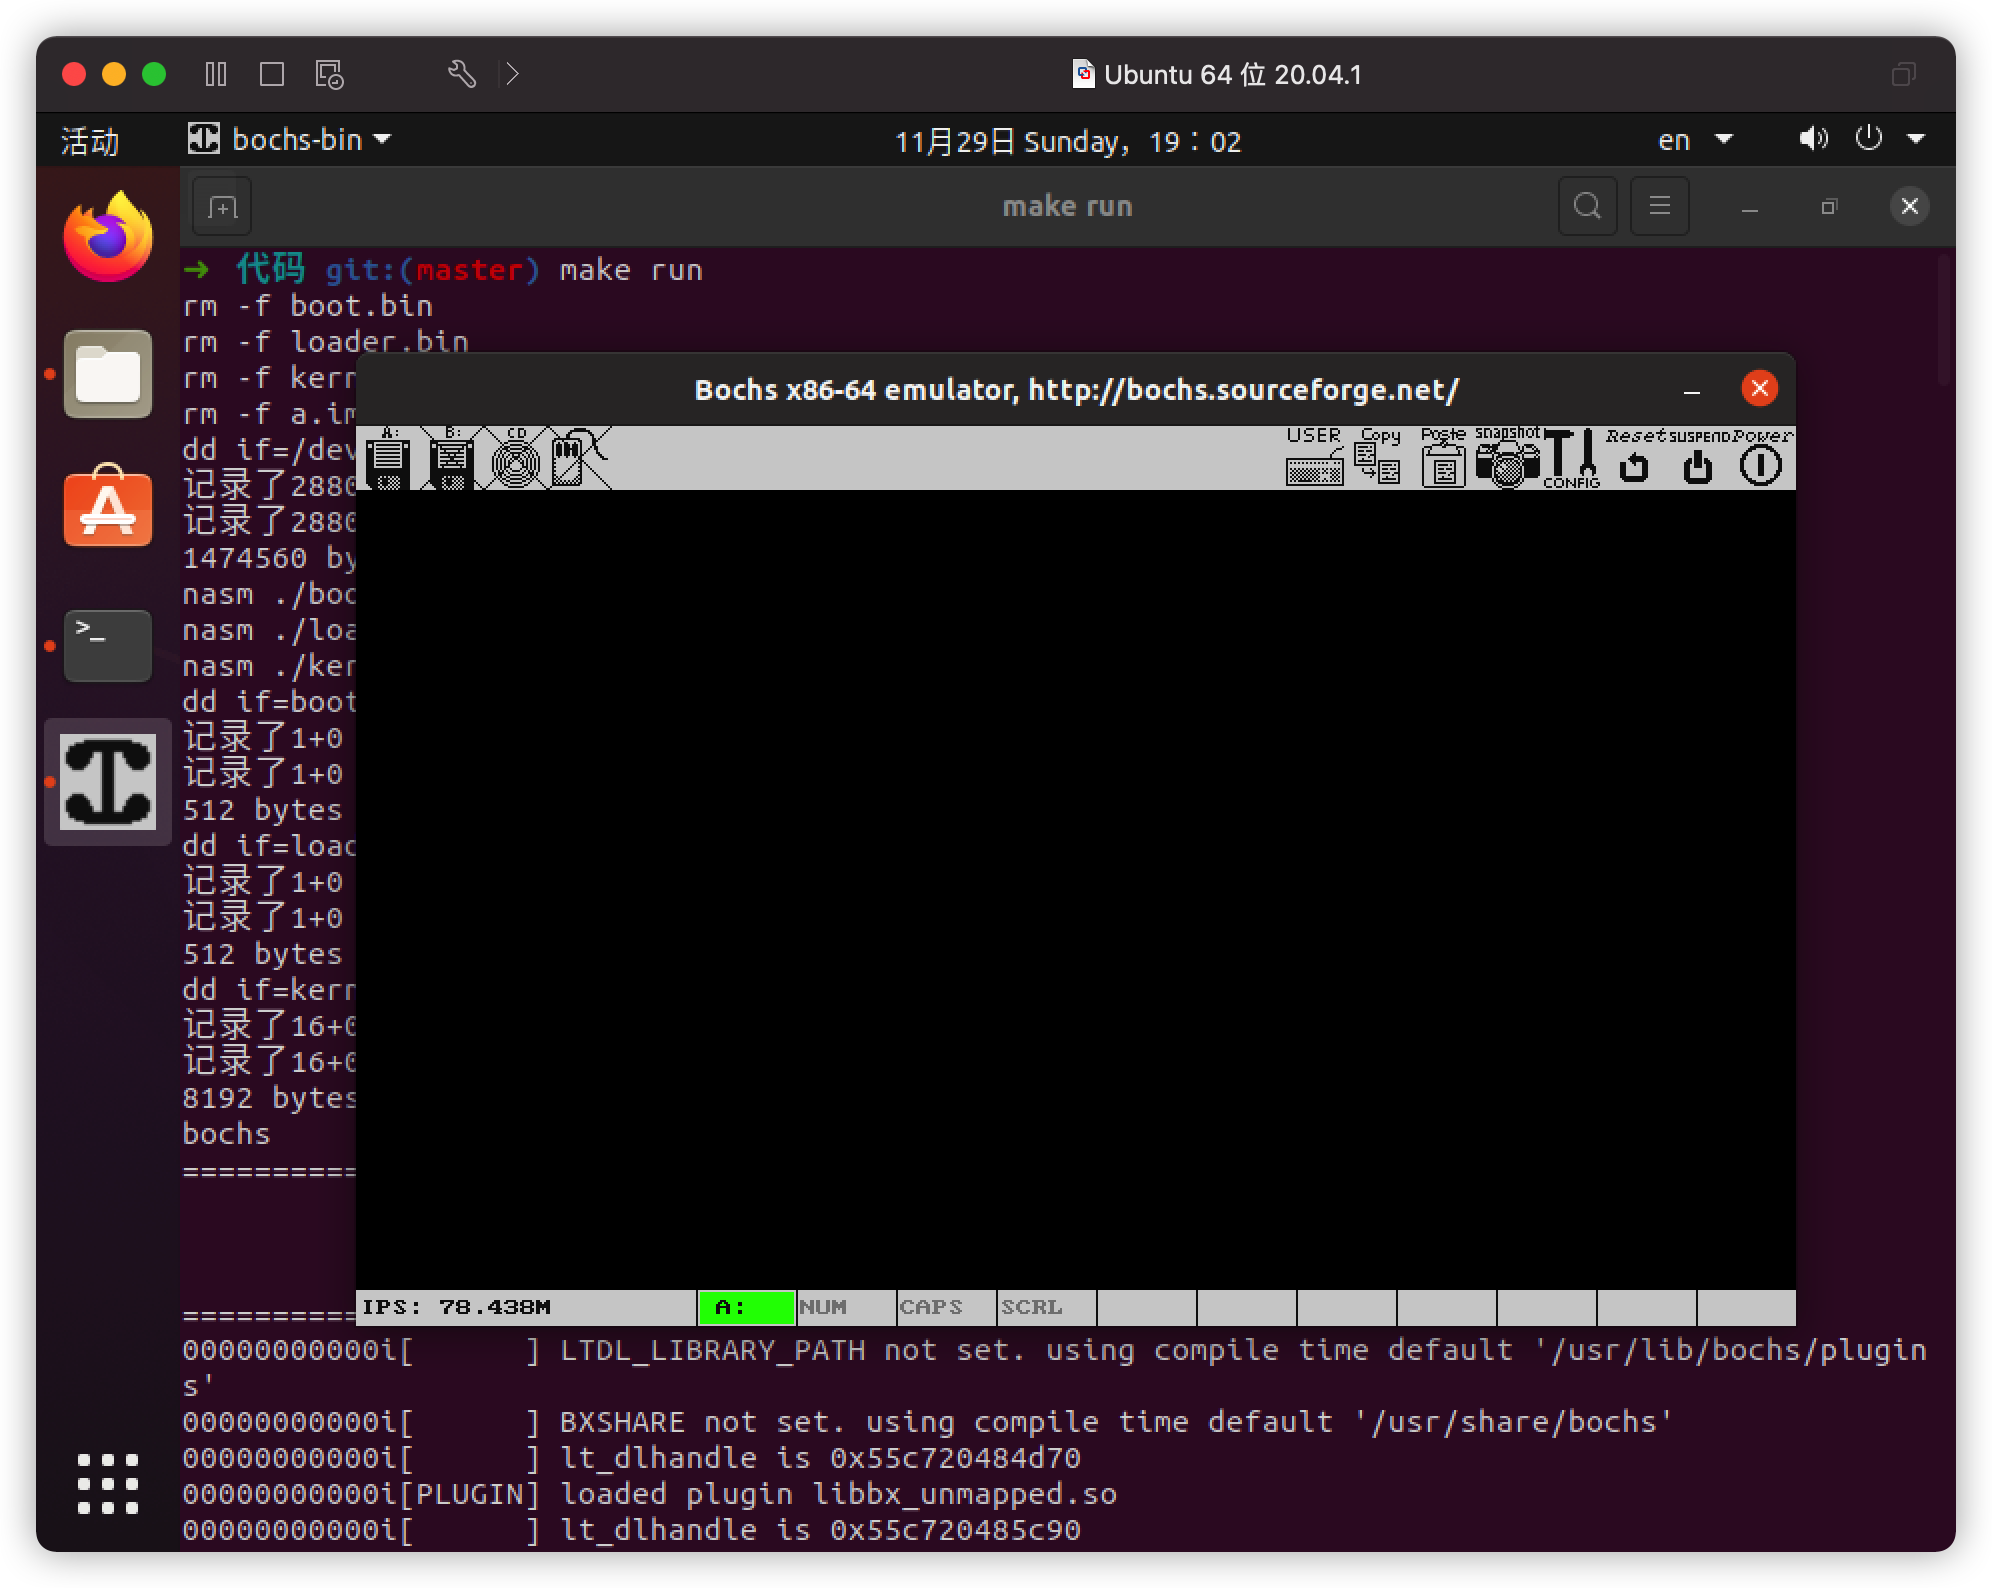 Ubuntu 64 位 20.04.1
活动 bochs-bin 11月29日 Sunday, 19：02 en
make run
➜ 代码 git:(master) make run
rm -f boot.bin
rm -f loader.bin
rm -f kerr
rm -f a.im
Bochs x86-64 emulator, http://bochs.sourceforge.net/
A: B: CD USER Copy Paste snapshot CONFIG Reset SUSPEND Power
dd if=/dev
记录了2880
记录了2880
1474560 by
nasm ./boo
nasm ./loa
nasm ./ker
dd if=boot
记录了1+0
记录了1+0
512 bytes
dd if=load
记录了1+0
记录了1+0
512 bytes
dd if=kerr
记录了16+0
记录了16+0
8192 bytes
bochs
==========
IPS: 78.438M A: NUM CAPS SCRL
==========
00000000000i[      ] LTDL_LIBRARY_PATH not set. using compile time default '/usr/lib/bochs/plugin
s'
00000000000i[      ] BXSHARE not set. using compile time default '/usr/share/bochs'
00000000000i[      ] lt_dlhandle is 0x55c720484d70
00000000000i[PLUGIN] loaded plugin libbx_unmapped.so
00000000000i[      ] lt_dlhandle is 0x55c720485c90